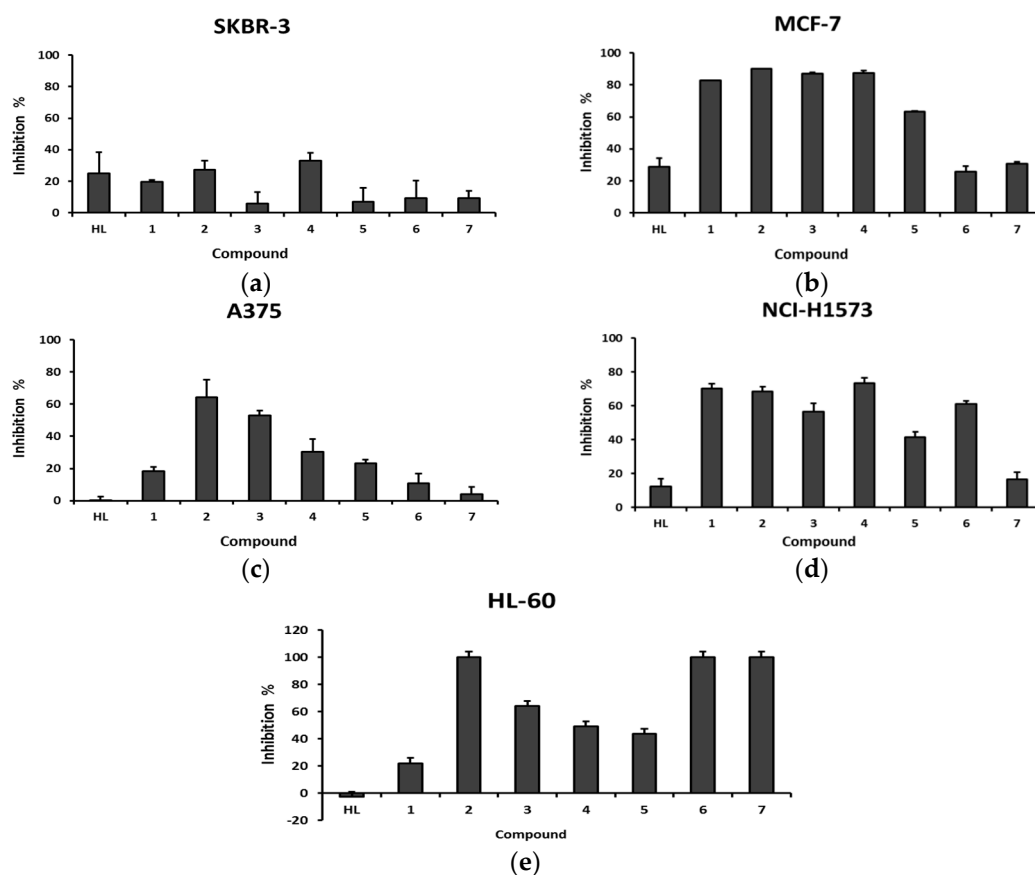 SKBR-3
100
80
60
40
20
0
Inhibition %
HL 1 2 3 4 5 6 7
Compound
(a)
MCF-7
100
80
60
40
20
0
Inhibition %
HL 1 2 3 4 5 6 7
Compound
(b)
A375
100
80
60
40
20
0
Inhibition %
HL 1 2 3 4 5 6 7
Compound
(c)
NCI-H1573
100
80
60
40
20
0
Inhibition %
HL 1 2 3 4 5 6 7
Compound
(d)
HL-60
120
100
80
60
40
20
0
-20
Inhibition %
HL 1 2 3 4 5 6 7
Compound
(e)